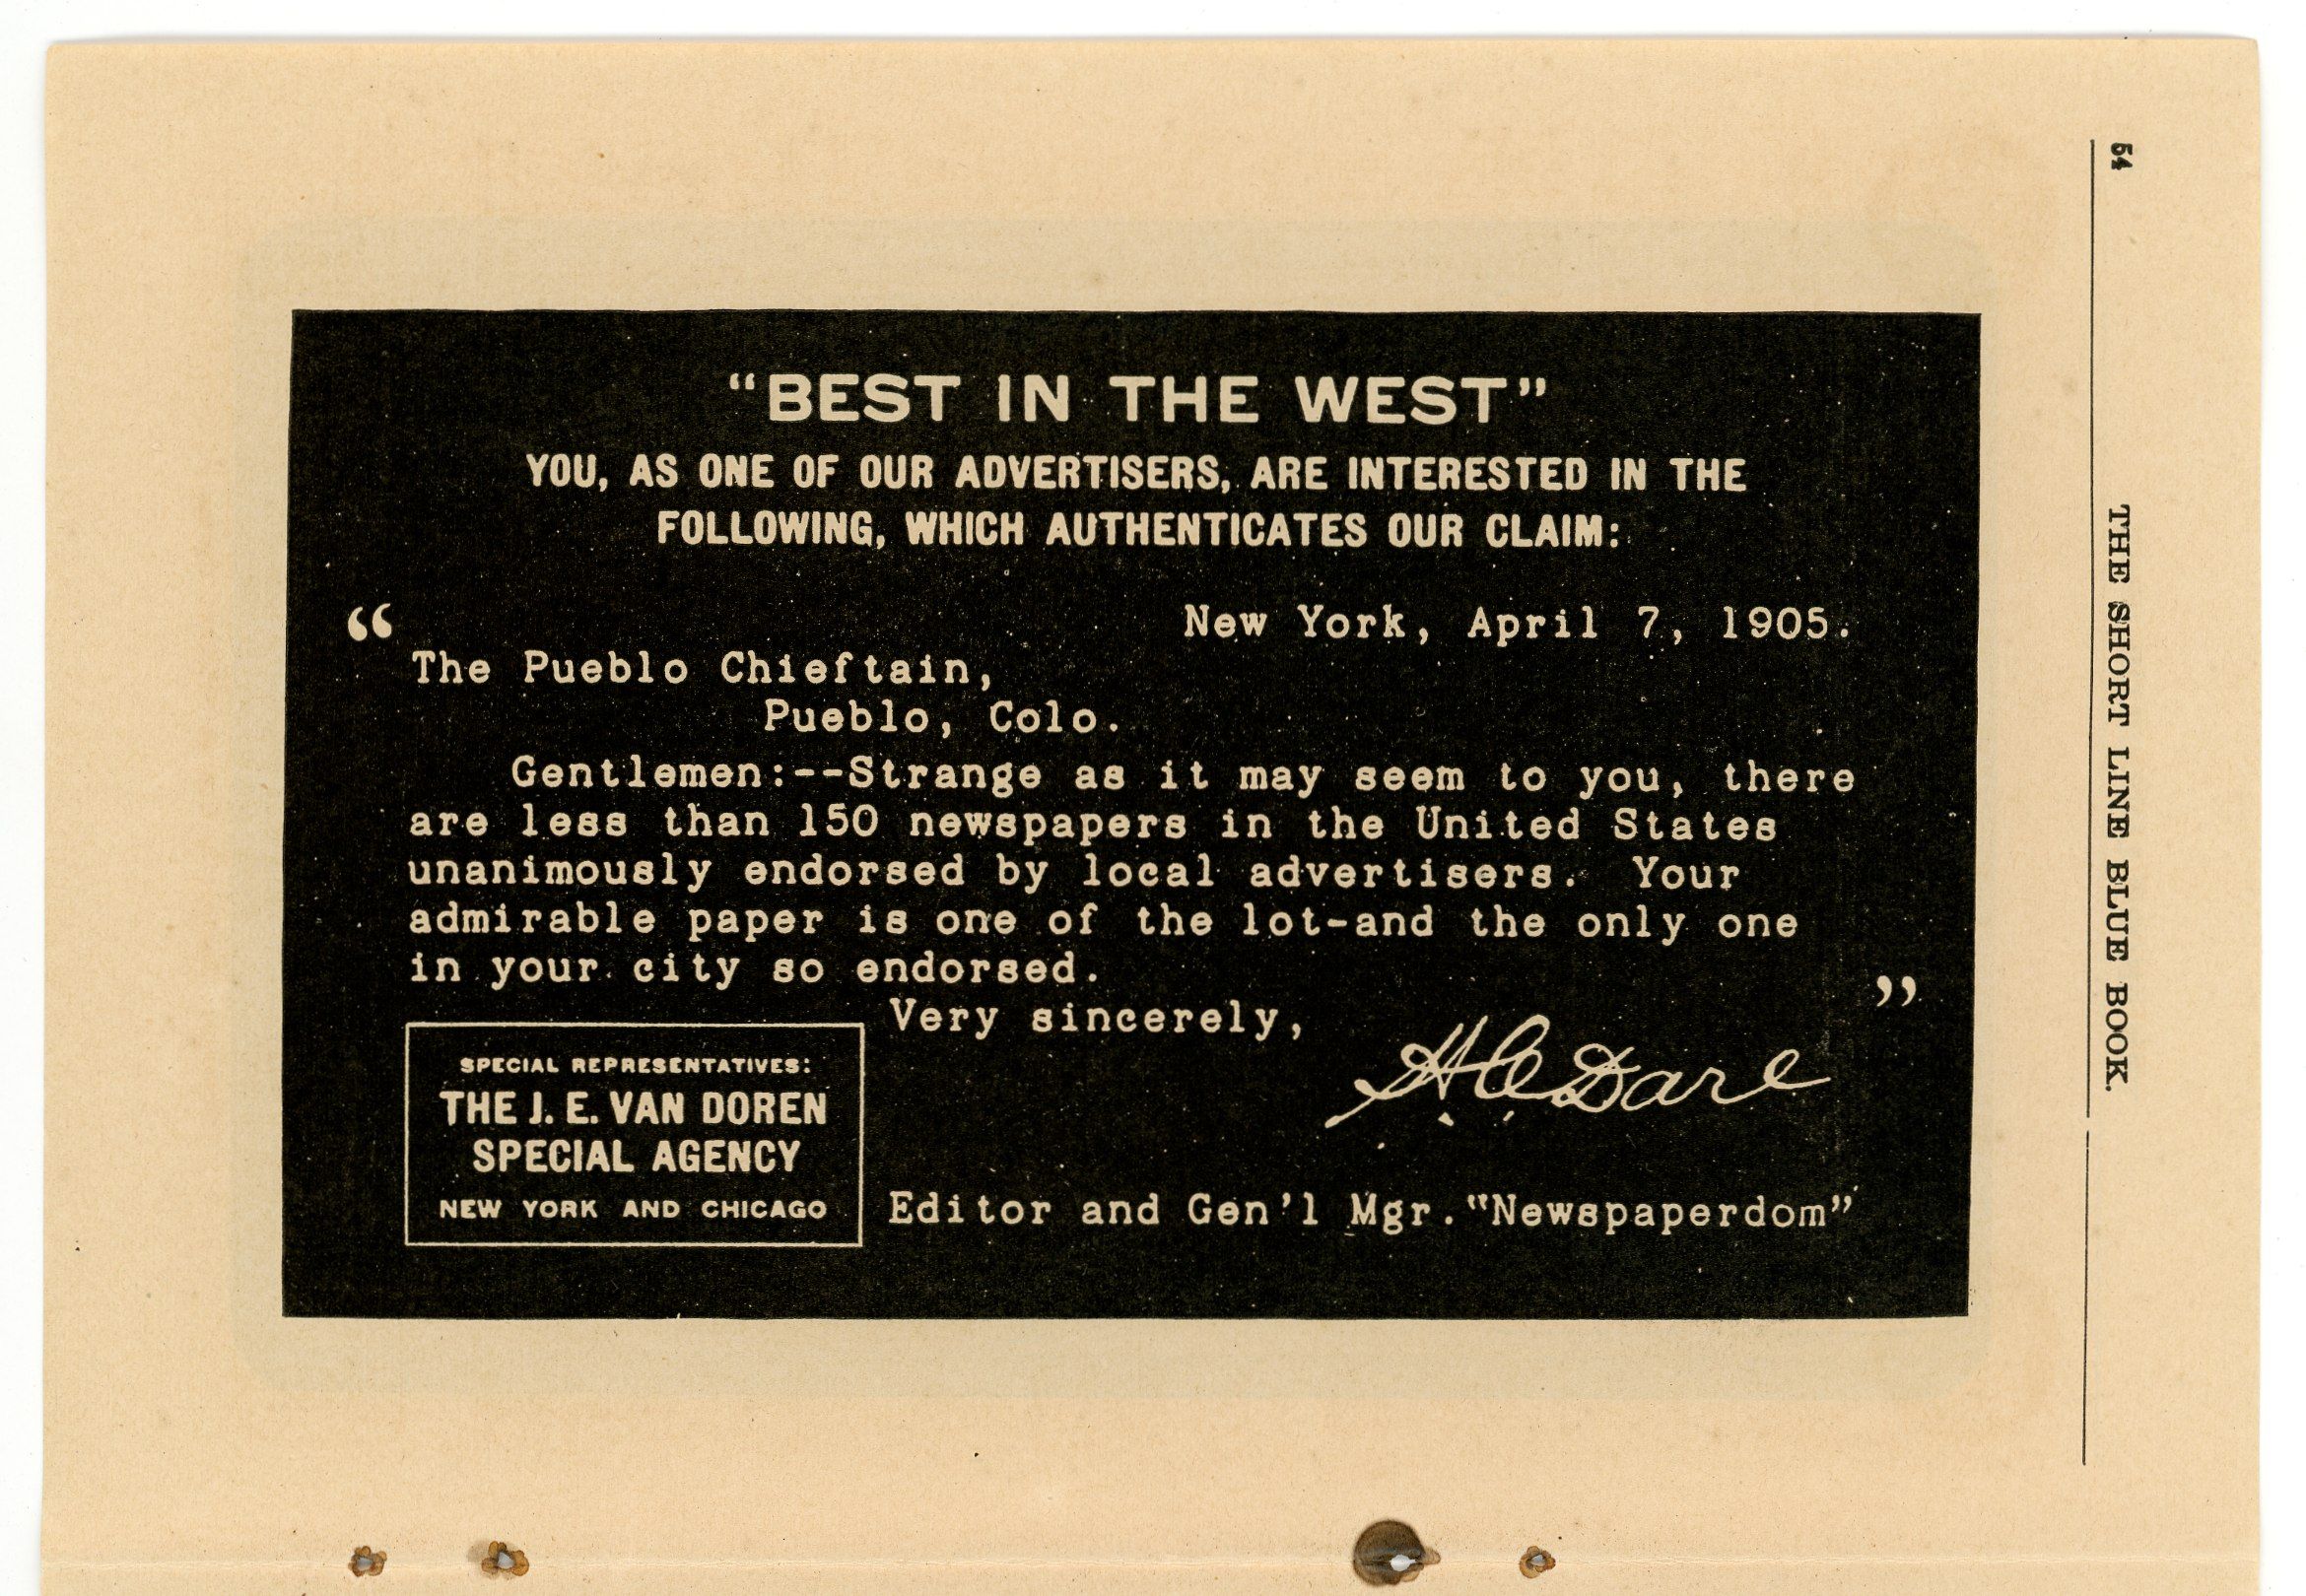 54
THE SHORT LINE BLUE BOOK.
“BEST IN THE WEST”
YOU, AS ONE OF OUR ADVERTISERS, ARE INTERESTED IN THE
FOLLOWING, WHICH AUTHENTICATES OUR CLAIM:
“ New York, April 7, 1905.
The Pueblo Chieftain,
Pueblo, Colo.
Gentlemen:--Strange as it may seem to you, there
are less than 150 newspapers in the United States
unanimously endorsed by local advertisers. Your
admirable paper is one of the lot-and the only one
in your city so endorsed.
Very sincerely, ”
H C Dare
Editor and Gen'l Mgr. “Newspaperdom”
SPECIAL REPRESENTATIVES:
THE J. E. VAN DOREN
SPECIAL AGENCY
NEW YORK AND CHICAGO